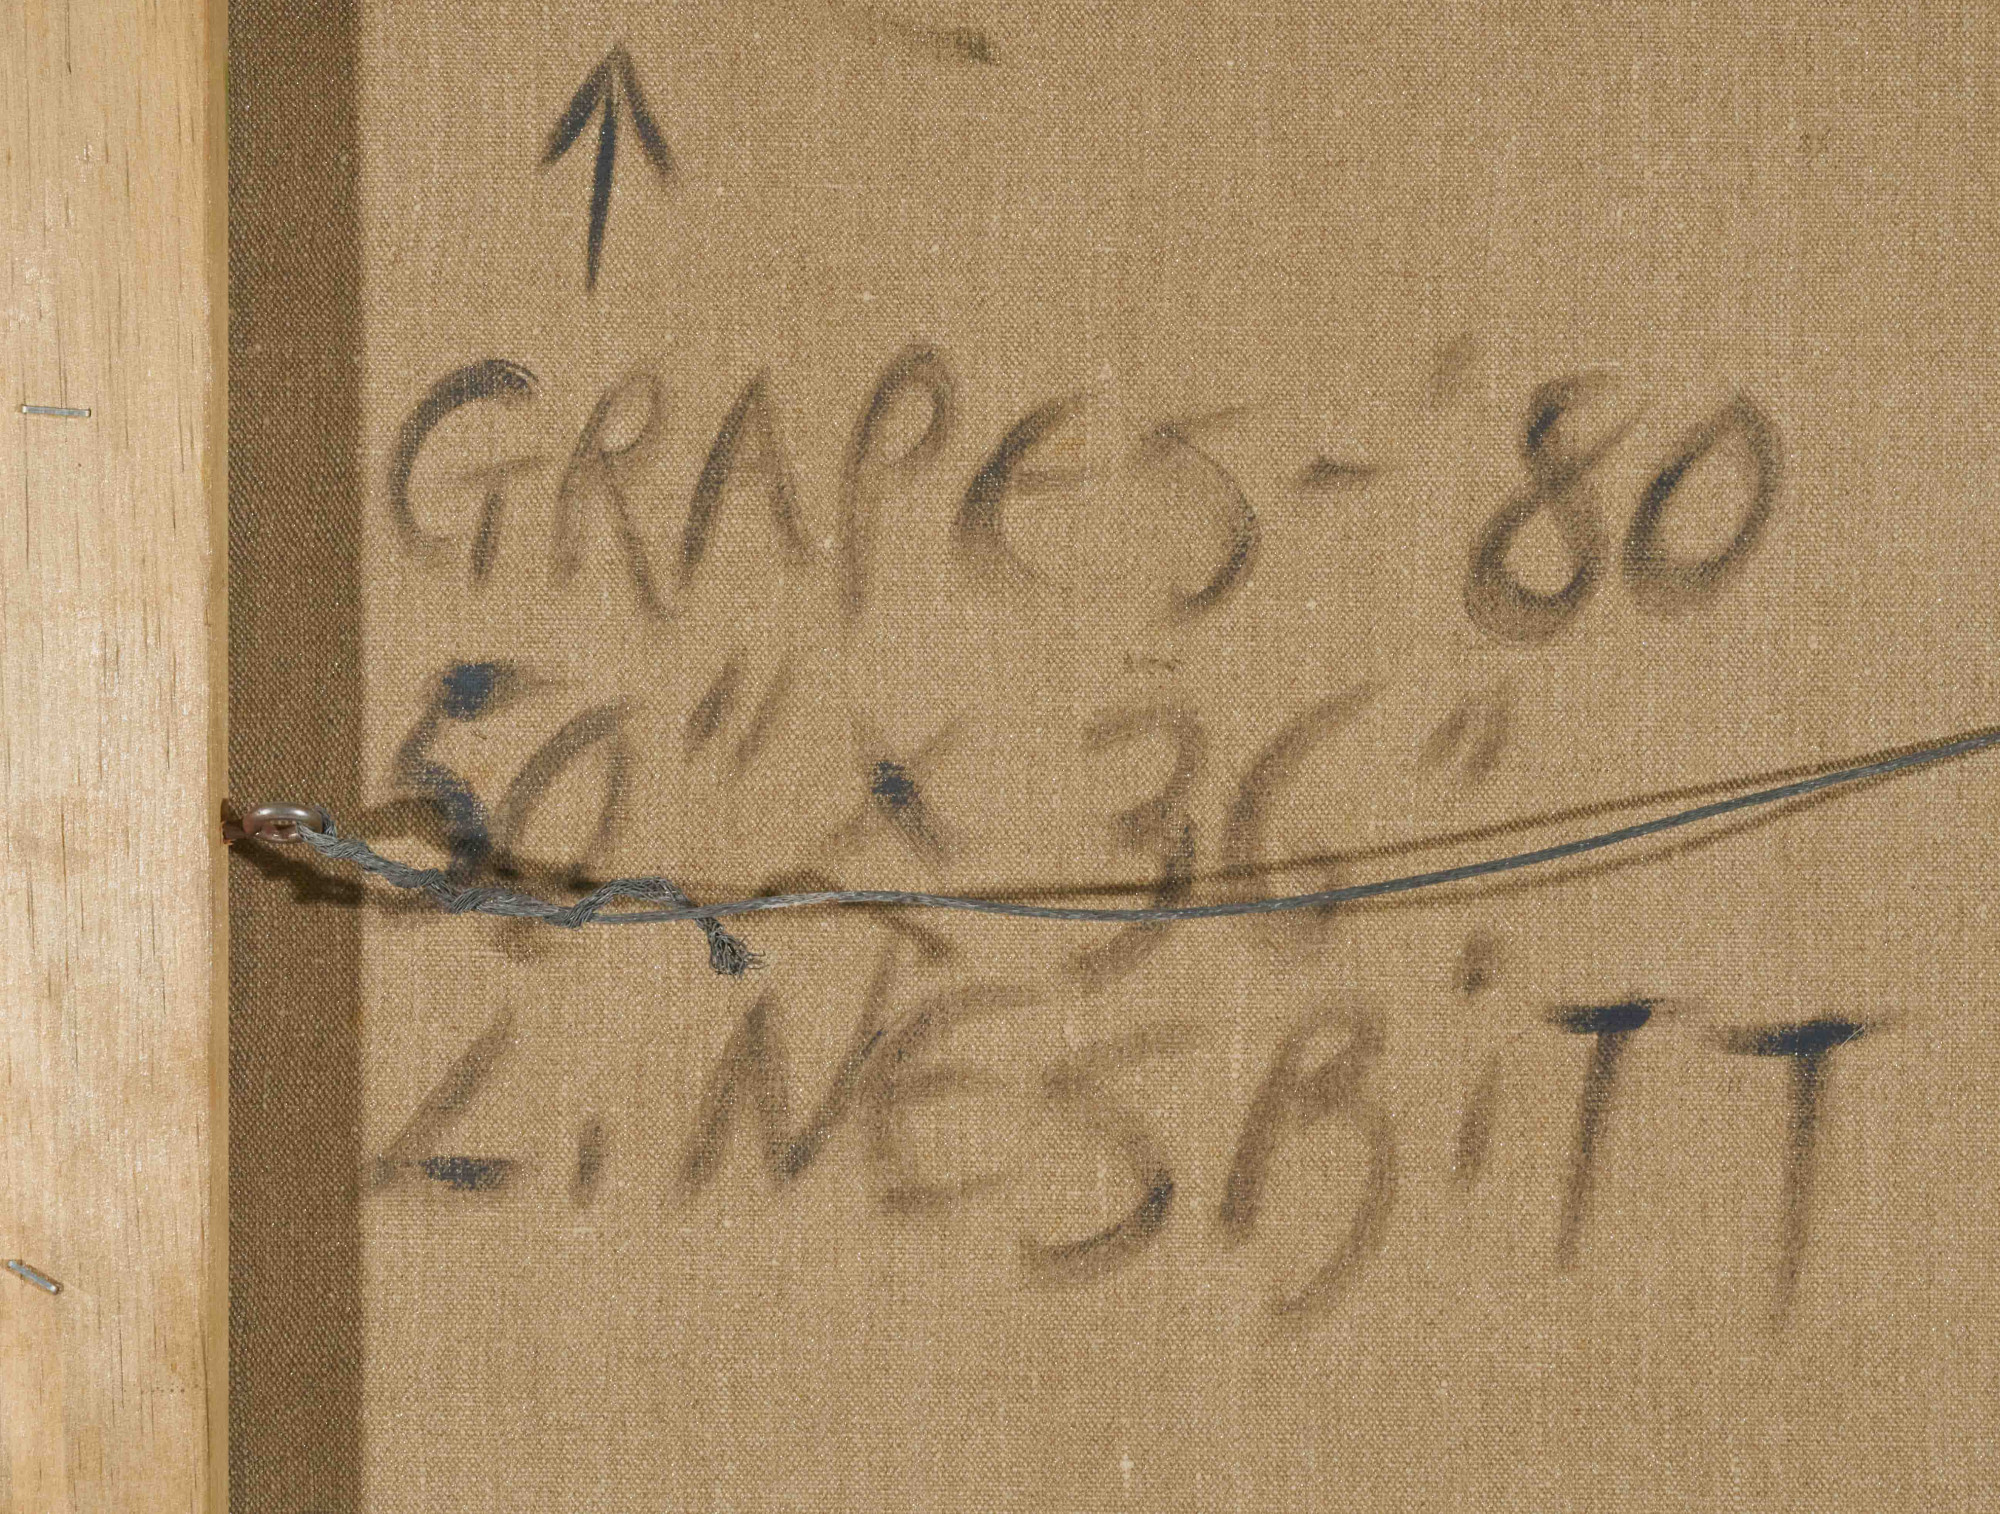 GRAPES - '80
50" X 36"
L. NESBiTT